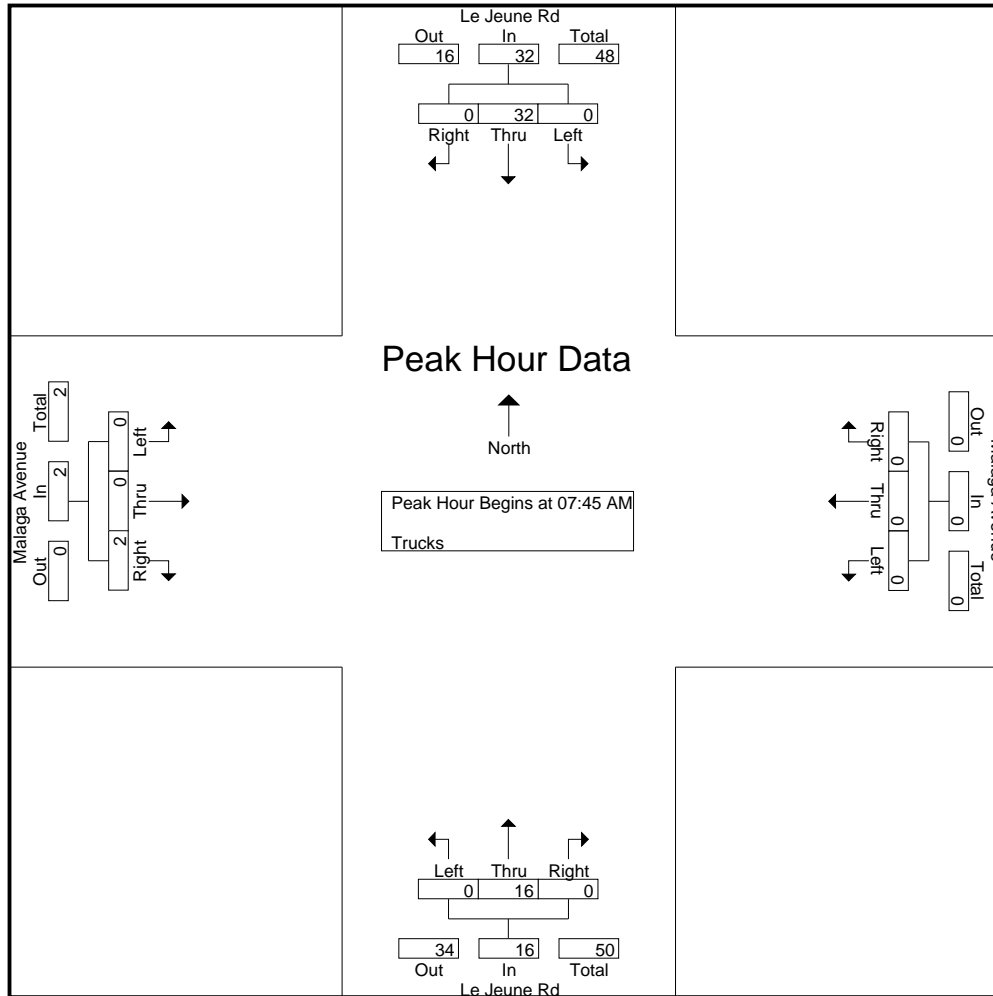 Le Jeune Rd
Out In Total
16 32 48
0 32 0
Right Thru Left
Peak Hour Data
North
Peak Hour Begins at 07:45 AM
Trucks
Malaga Avenue
Total In Out
2 2 0
0 0 2
Left Thru Right
Right Thru Left
0 0 0
Out In Total
0 0 0
Left Thru Right
0 16 0
34 16 50
Out In Total
Le Jeune Rd